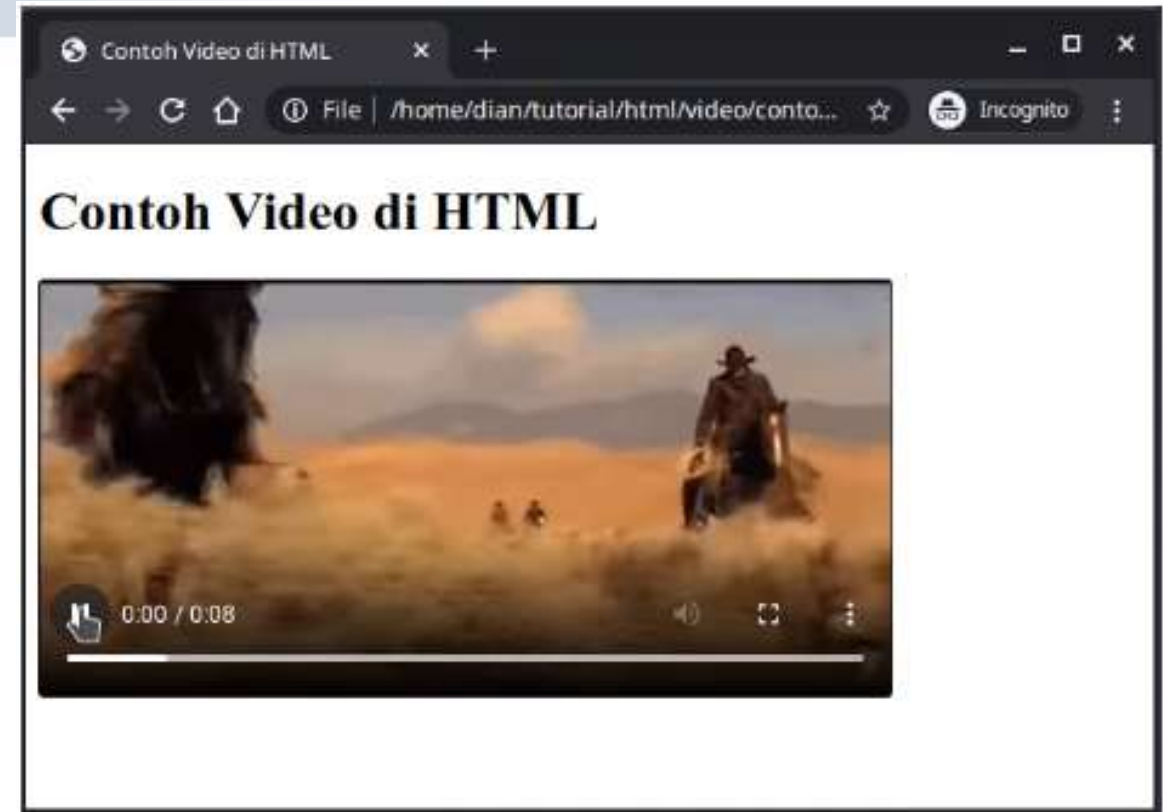 Contoh Video di HTML
File | /home/dian/tutorial/html/video/conto... Incognito
Contoh Video di HTML
0:00 / 0:08